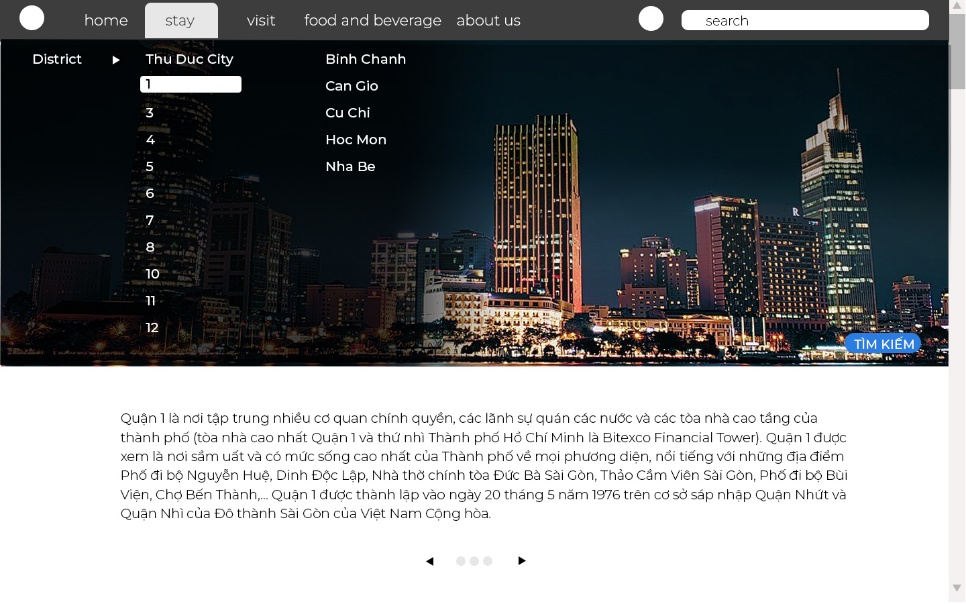 home stay visit food and beverage about us search
District Thu Duc City Binh Chanh
1 Can Gio
3 Cu Chi
4 Hoc Mon
5 Nha Be
6
7
8
10
11
12
R
TÌM KIẾM
Quận 1 là nơi tập trung nhiều cơ quan chính quyền, các lãnh sự quán các nước và các tòa nhà cao tầng của
thành phố (tòa nhà cao nhất Quận 1 và thứ nhì Thành phố Hồ Chí Minh là Bitexco Financial Tower). Quận 1 được
xem là nơi sầm uất và có mức sống cao nhất của Thành phố về mọi phương diện, nổi tiếng với những địa điểm
Phố đi bộ Nguyễn Huệ, Dinh Độc Lập, Nhà thờ chính tòa Đức Bà Sài Gòn, Thảo Cầm Viên Sài Gòn, Phố đi bộ Bùi
Viện, Chợ Bến Thành,... Quận 1 được thành lập vào ngày 20 tháng 5 năm 1976 trên cơ sở sáp nhập Quận Nhứt và
Quận Nhì của Đô thành Sài Gòn của Việt Nam Cộng hòa.